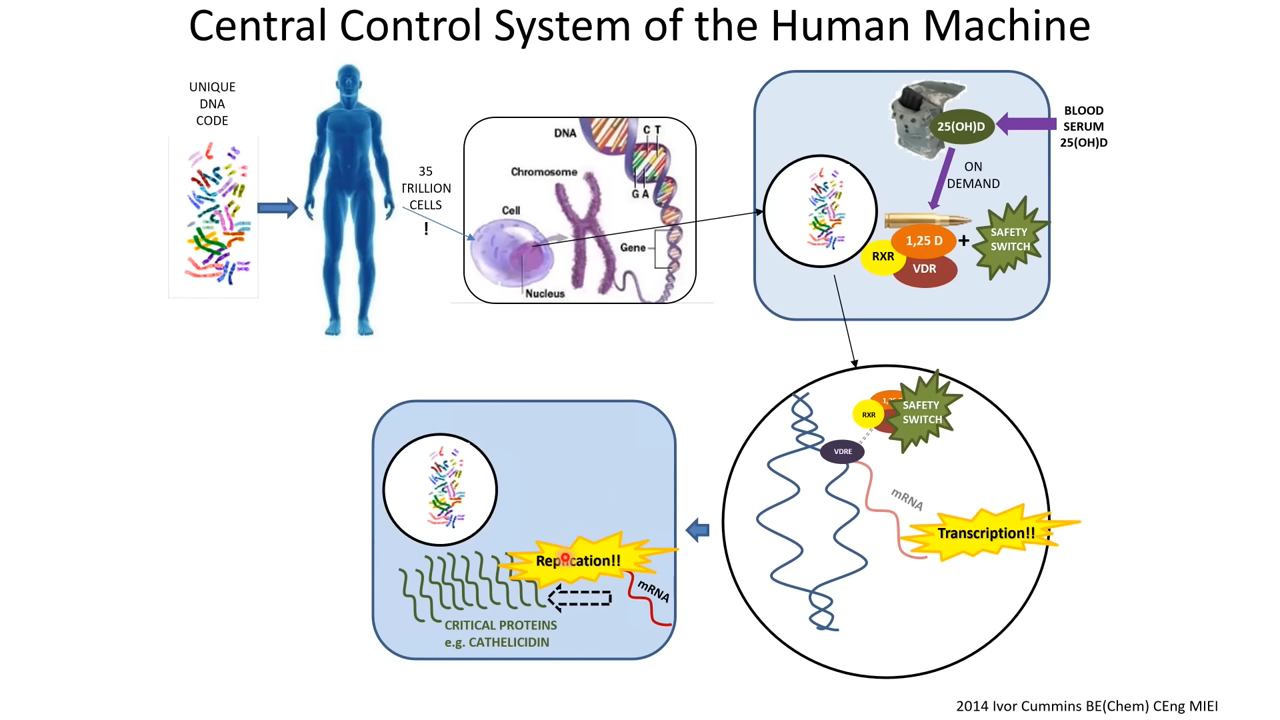 Central Control System of the Human Machine
UNIQUE
DNA
CODE
35
TRILLION
CELLS
!
DNA
C T
G A
Chromosome
Cell
Gene
Nucleus
25(OH)D
BLOOD
SERUM
25(OH)D
ON
DEMAND
1,25 D
+
RXR
VDR
SAFETY
SWITCH
RXR
SAFETY
SWITCH
VDRE
mRNA
Transcription!!
Replication!!
mRNA
CRITICAL PROTEINS
e.g. CATHELICIDIN
2014 Ivor Cummins BE(Chem) CEng MIEI